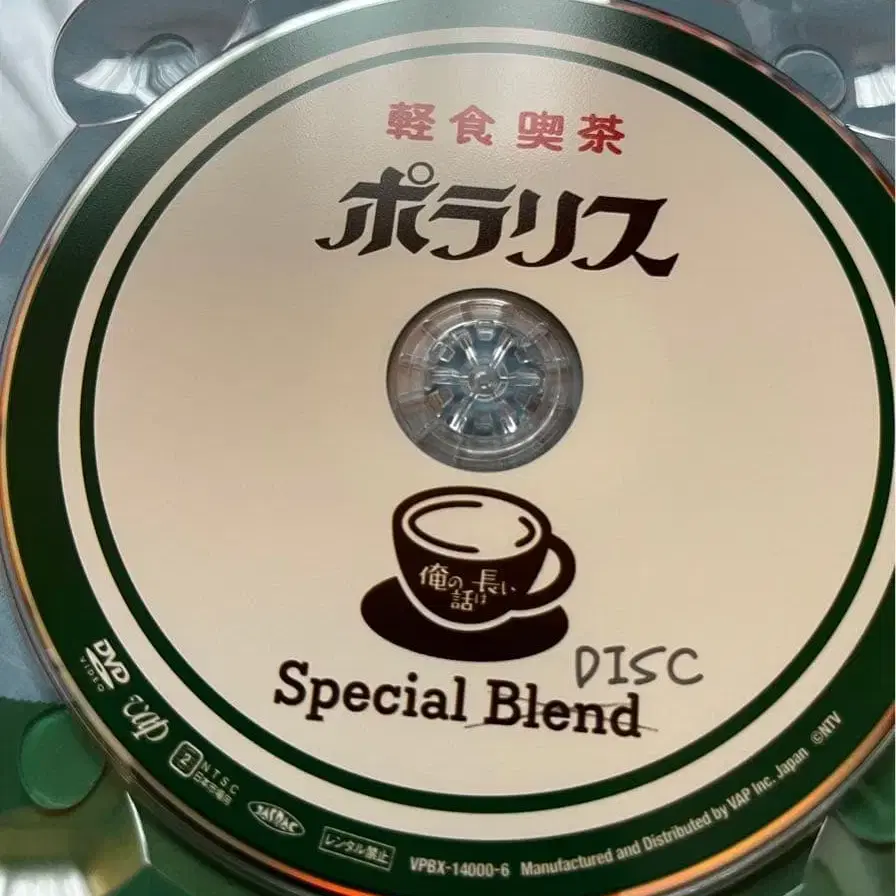 軽食喫茶
ポラリス
俺の
話は
長い
DISC
Special Blend
DVD
VIDEO
vap
2
NTSC
日本市場向
JASRAC
レンタル禁止
VPBX-14000-6 Manufactured and Distributed by VAP Inc. Japan ©NTV